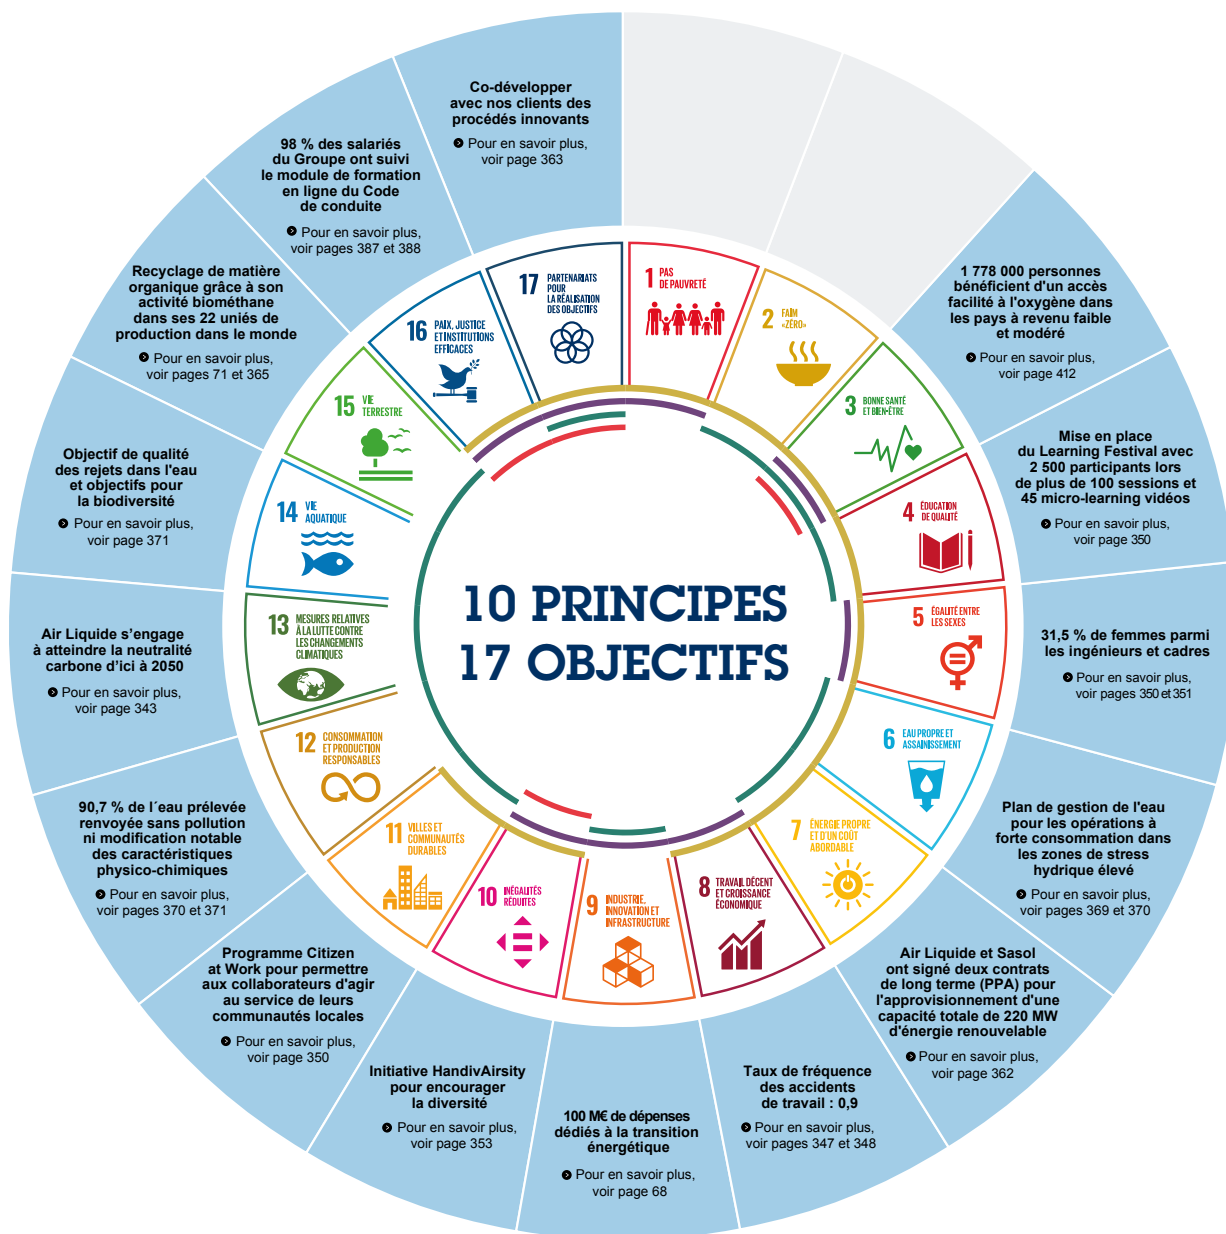 Co-développer
avec nos clients des
procédés innovants
Pour en savoir plus,
voir page 363
98 % des salariés
du Groupe ont suivi
le module de formation
en ligne du Code
de conduite
Pour en savoir plus,
voir pages 387 et 388
Recyclage de matière
organique grâce à son
activité biométhane
dans ses 22 uniés de
production dans le monde
Pour en savoir plus,
voir pages 71 et 365
Objectif de qualité
des rejets dans l'eau
et objectifs pour
la biodiversité
Pour en savoir plus,
voir page 371
Air Liquide s'engage
à atteindre la neutralité
carbone d'ici à 2050
Pour en savoir plus,
voir page 343
90,7 % de l´eau prélevée
renvoyée sans pollution
ni modification notable
des caractéristiques
physico-chimiques
Pour en savoir plus,
voir pages 370 et 371
Programme Citizen
at Work pour permettre
aux collaborateurs d'agir
au service de leurs
communautés locales
Pour en savoir plus,
voir page 350
Initiative HandivAirsity
pour encourager
la diversité
Pour en savoir plus,
voir page 353
100 M€ de dépenses
dédiés à la transition
énergétique
Pour en savoir plus,
voir page 68
Taux de fréquence
des accidents
de travail : 0,9
Pour en savoir plus,
voir pages 347 et 348
Air Liquide et Sasol
ont signé deux contrats
de long terme (PPA) pour
l'approvisionnement d'une
capacité totale de 220 MW
d'énergie renouvelable
Pour en savoir plus,
voir page 362
Plan de gestion de l'eau
pour les opérations à
forte consommation dans
les zones de stress
hydrique élevé
Pour en savoir plus,
voir pages 369 et 370
31,5 % de femmes parmi
les ingénieurs et cadres
Pour en savoir plus,
voir pages 350 et 351
Mise en place
du Learning Festival avec
2 500 participants lors
de plus de 100 sessions et
45 micro-learning vidéos
Pour en savoir plus,
voir page 350
1 778 000 personnes
bénéficient d'un accès
facilité à l'oxygène dans
les pays à revenu faible
et modéré
Pour en savoir plus,
voir page 412
1 PAS
DE PAUVRETÉ
2 FAIM
«ZÉRO»
3 BONNE SANTÉ
ET BIEN-ÊTRE
4 ÉDUCATION
DE QUALITÉ
5 ÉGALITÉ ENTRE
LES SEXES
6 EAU PROPRE ET
ASSAINISSEMENT
7 ÉNERGIE PROPRE
ET D'UN COÛT
ABORDABLE
8 TRAVAIL DÉCENT
ET CROISSANCE
ÉCONOMIQUE
9 INDUSTRIE,
INNOVATION ET
INFRASTRUCTURE
10 INÉGALITÉS
RÉDUITES
11 VILLES ET
COMMUNAUTÉS
DURABLES
12 CONSOMMATION
ET PRODUCTION
RESPONSABLES
13 MESURES RELATIVES
À LA LUTTE CONTRE
LES CHANGEMENTS
CLIMATIQUES
14 VIE
AQUATIQUE
15 VIE
TERRESTRE
16 PAIX, JUSTICE
ET INSTITUTIONS
EFFICACES
17 PARTENARIATS
POUR
LA RÉALISATION
DES OBJECTIFS
10 PRINCIPES
17 OBJECTIFS